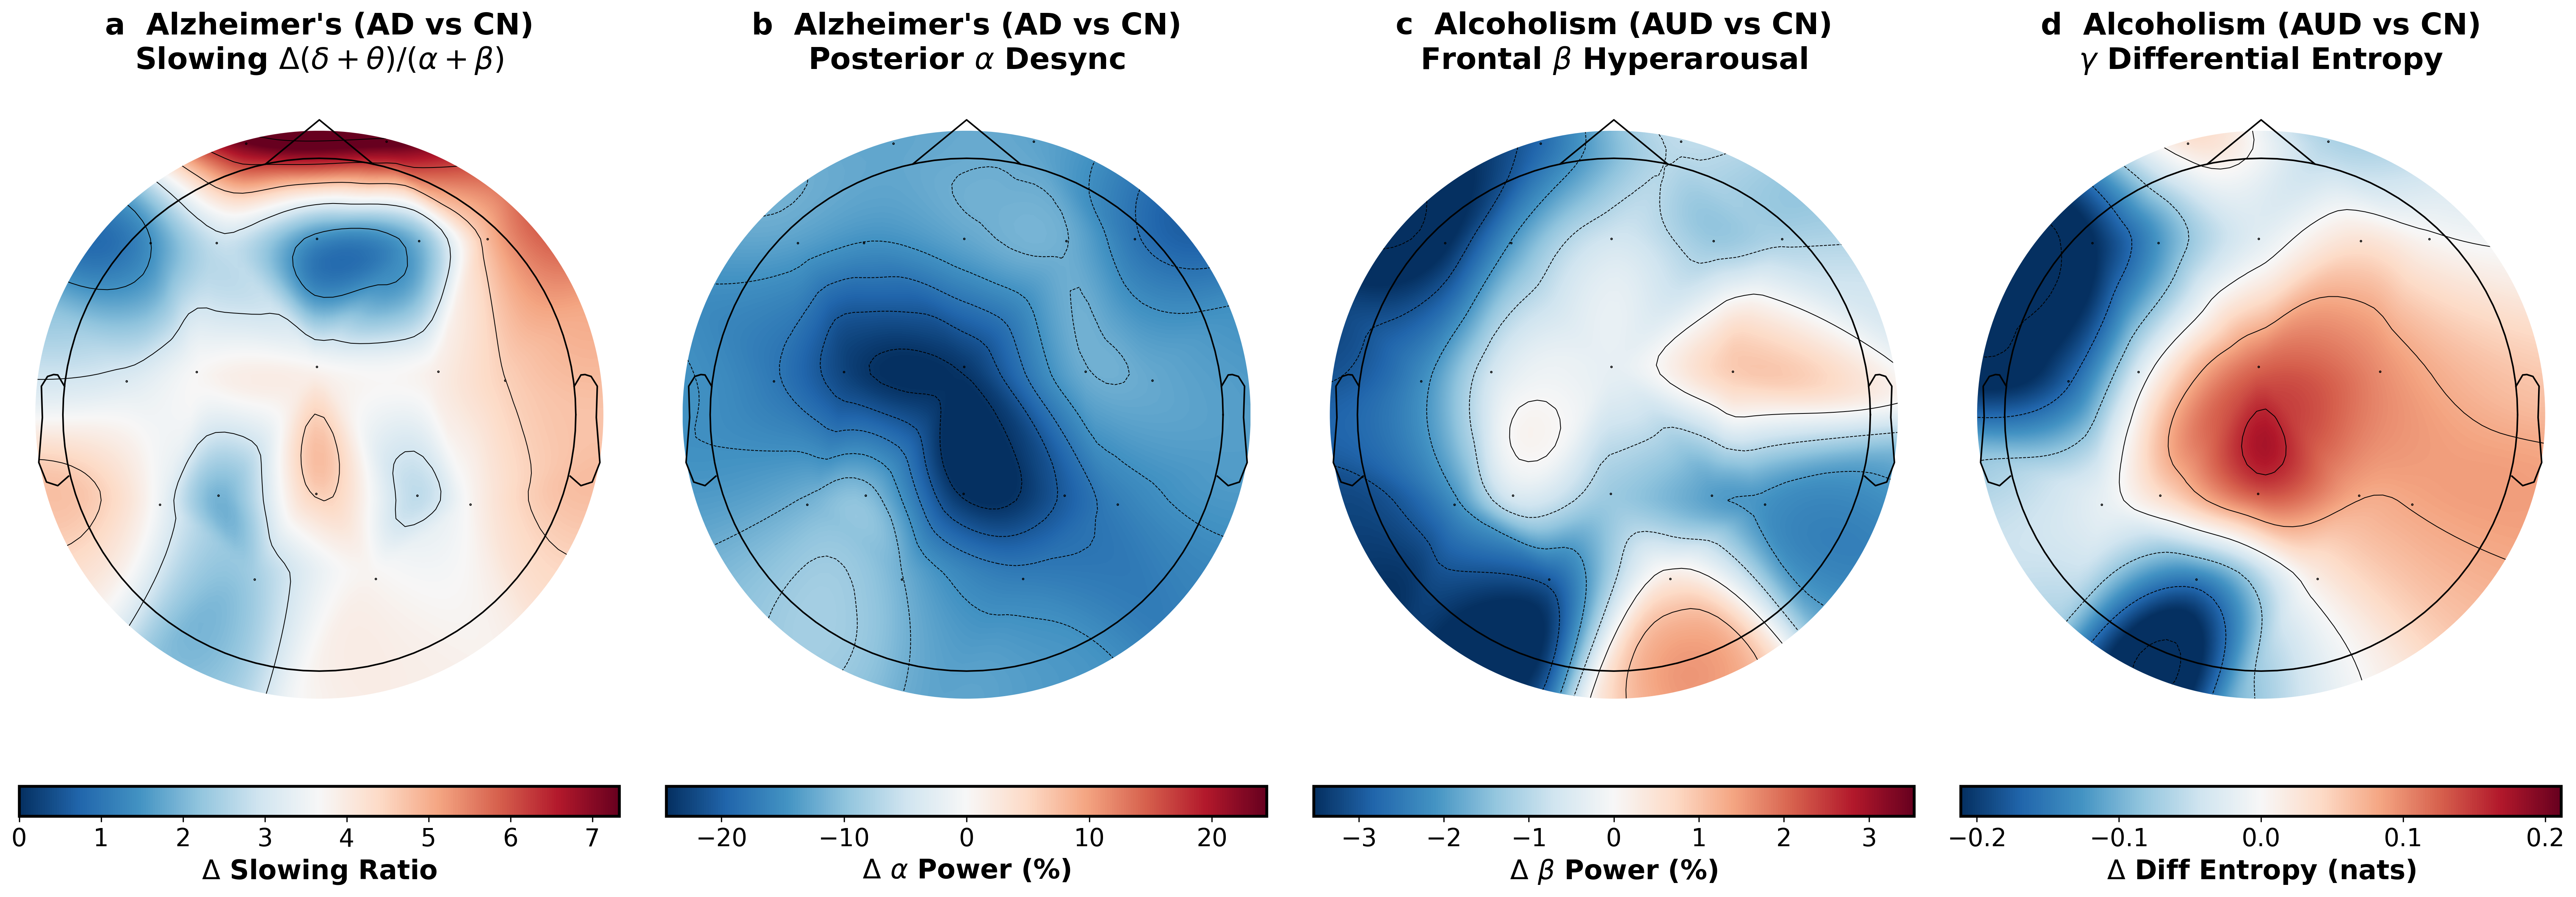 a Alzheimer's (AD vs CN)
Slowing Δ(δ + θ)/(α + β)
b Alzheimer's (AD vs CN)
Posterior α Desync
c Alcoholism (AUD vs CN)
Frontal β Hyperarousal
d Alcoholism (AUD vs CN)
γ Differential Entropy
0 1 2 3 4 5 6 7
Δ Slowing Ratio
−20 −10 0 10 20
Δ α Power (%)
−3 −2 −1 0 1 2 3
Δ β Power (%)
−0.2 −0.1 0.0 0.1 0.2
Δ Diff Entropy (nats)